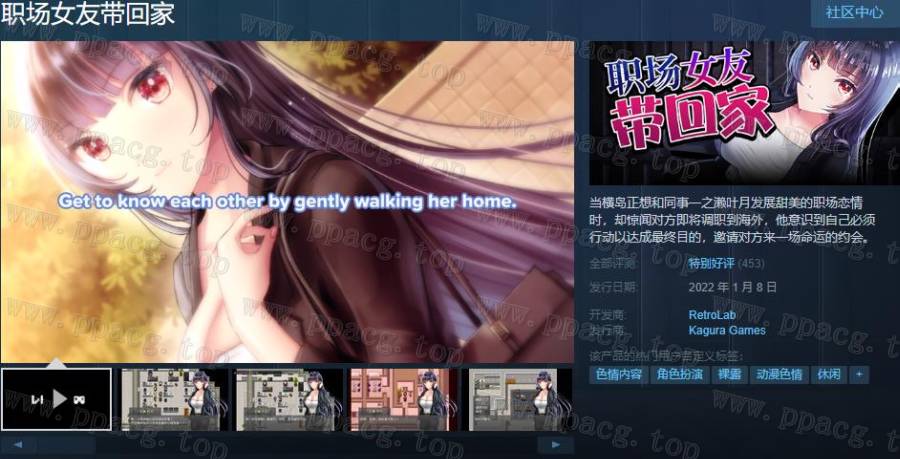 职场女友带回家
社区中心
Get to know each other by gently walking her home.
职场女友
带回家
当横岛正想和同事一之濑叶月发展甜美的职场恋情
时，却惊闻对方即将调职到海外，他意识到自己必须
行动以达成最终目的，邀请对方来一场命运的约会。
全部评测: 特别好评 (453)
发行日期: 2022 年 1 月 8 日
开发商: RetroLab
发行商: Kagura Games
该产品的热门用户自定义标签：
色情内容 角色扮演 裸露 动漫色情 休闲 +
www.ppacg.top